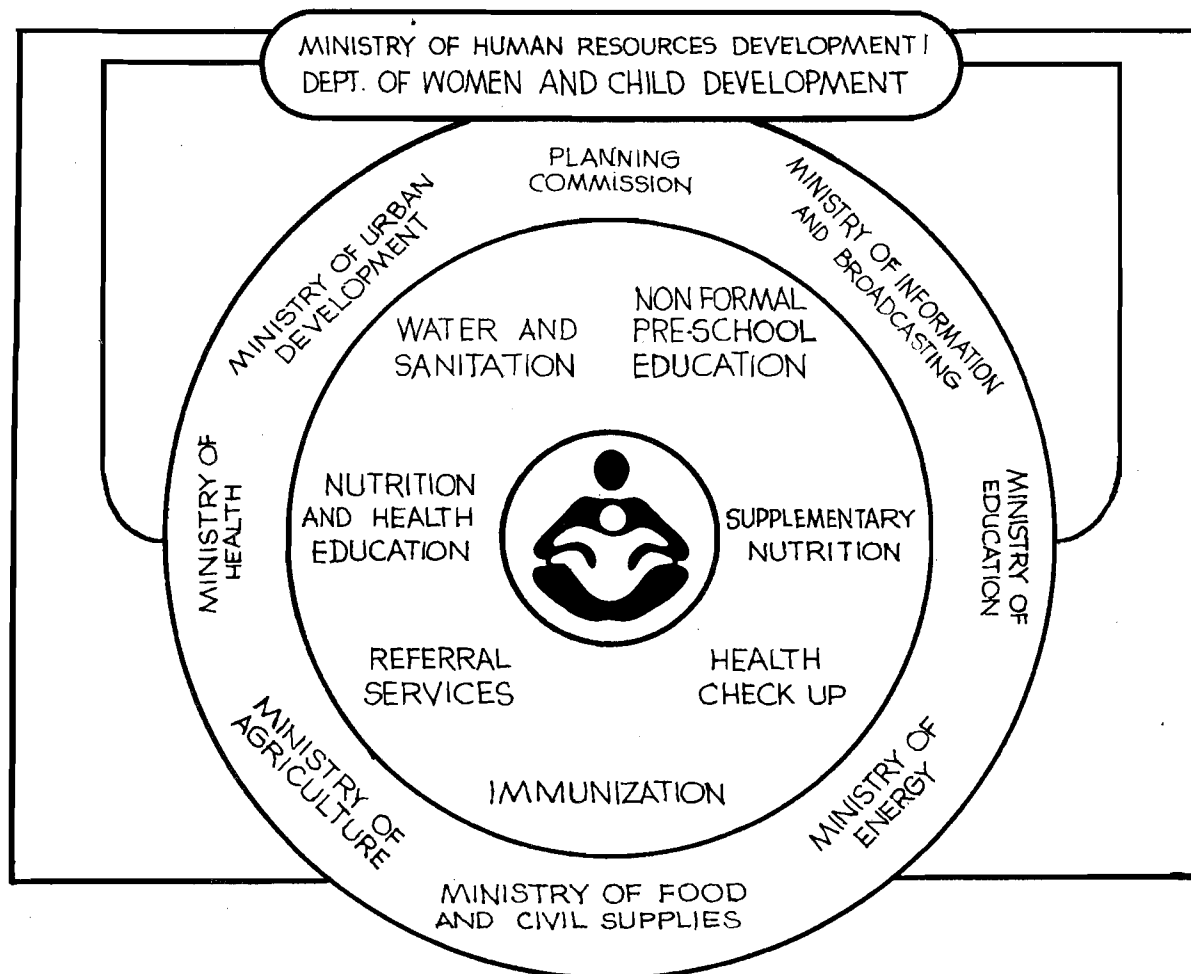 MINISTRY OF HUMAN RESOURCES DEVELOPMENT /
DEPT. OF WOMEN AND CHILD DEVELOPMENT
PLANNING
COMMISSION
MINISTRY OF URBAN
DEVELOPMENT
MINISTRY OF INFORMATION
AND BROADCASTING
WATER AND
SANITATION
NON FORMAL
PRE-SCHOOL
EDUCATION
MINISTRY OF
HEALTH
NUTRITION
AND HEALTH
EDUCATION
SUPPLEMENTARY
NUTRITION
MINISTRY OF
EDUCATION
REFERRAL
SERVICES
HEALTH
CHECK UP
MINISTRY OF
AGRICULTURE
IMMUNIZATION
MINISTRY OF
ENERGY
MINISTRY OF FOOD
AND CIVIL SUPPLIES